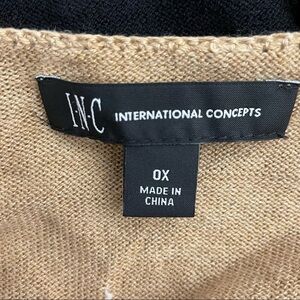 I·N·C INTERNATIONAL CONCEPTS
0X
MADE IN
CHINA